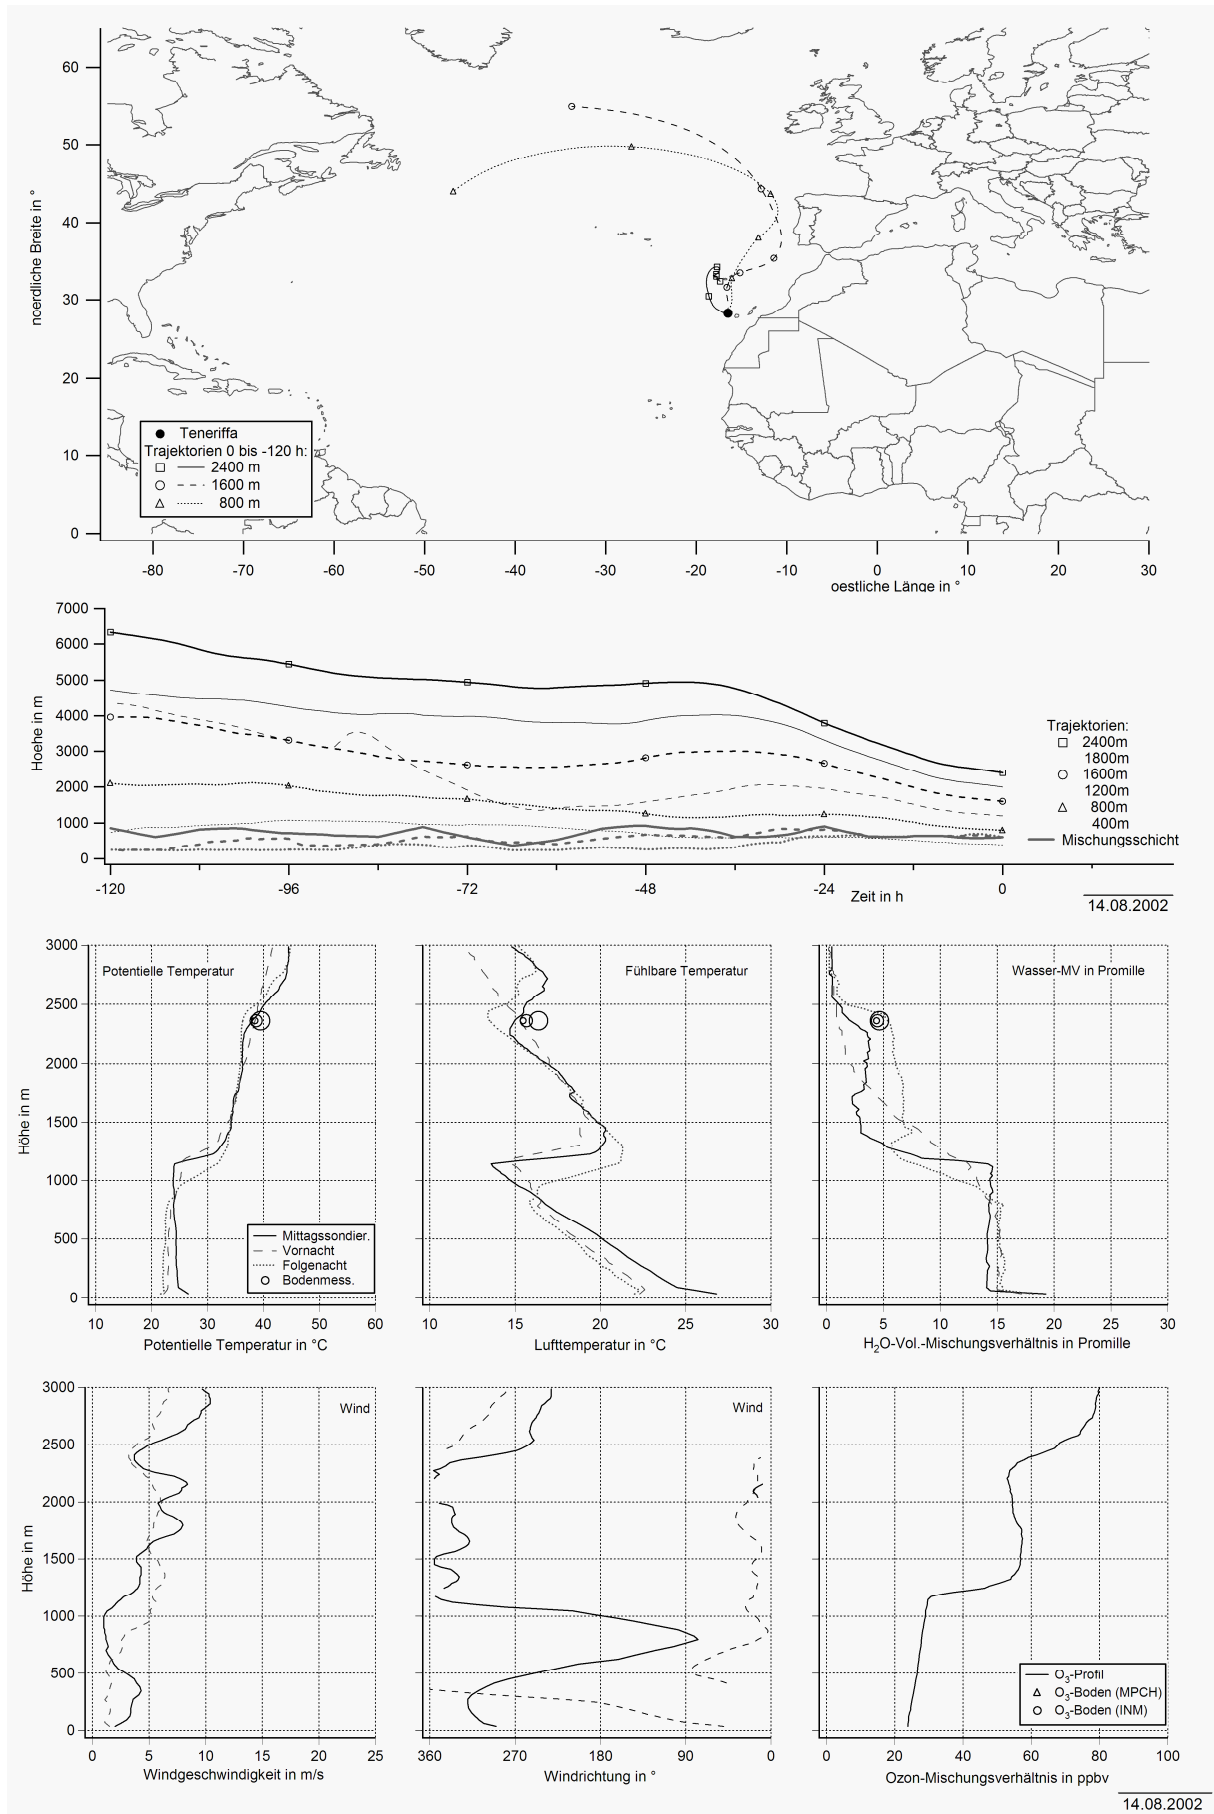 60
50
40
30
20
10
0
noerdliche Breite in °
Teneriffa
Trajektorien 0 bis -120 h:
2400 m
1600 m
800 m
-80 -70 -60 -50 -40 -30 -20 -10 0 10 20 30
oestliche Länge in °
7000
6000
5000
4000
3000
2000
1000
0
Hoehe in m
Trajektorien:
2400m
1800m
1600m
1200m
800m
400m
Mischungsschicht
-120 -96 -72 -48 -24 0
Zeit in h
14.08.2002
3000
2500
2000
1500
1000
500
0
Höhe in m
Potentielle Temperatur
Mittagssondier.
Vornacht
Folgenacht
Bodenmess.
10 20 30 40 50 60
Potentielle Temperatur in °C
Fühlbare Temperatur
10 15 20 25 30
Lufttemperatur in °C
Wasser-MV in Promille
0 5 10 15 20 25 30
H2O-Vol.-Mischungsverhältnis in Promille
3000
2500
2000
1500
1000
500
0
Höhe in m
Wind
0 5 10 15 20 25
Windgeschwindigkeit in m/s
Wind
360 270 180 90 0
Windrichtung in °
O3-Profil
O3-Boden (MPCH)
O3-Boden (INM)
0 20 40 60 80 100
Ozon-Mischungsverhältnis in ppbv
14.08.2002